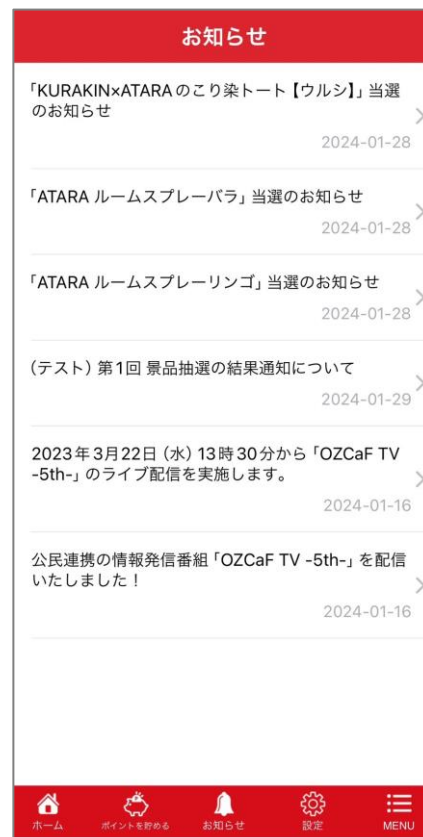 お知らせ
「KURAKIN×ATARAのこり染トート【ウルシ】」当選
のお知らせ
2024-01-28
「ATARA ルームスプレーバラ」当選のお知らせ
2024-01-28
「ATARA ルームスプレーリンゴ」当選のお知らせ
2024-01-28
(テスト) 第1回 景品抽選の結果通知について
2024-01-29
2023年3月22日(水)13時30分から「OZCaF TV
-5th-」のライブ配信を実施します。
2024-01-16
公民連携の情報発信番組「OZCaF TV -5th-」を配信
いたしました!
2024-01-16
ホーム ポイントを貯める お知らせ 設定 MENU